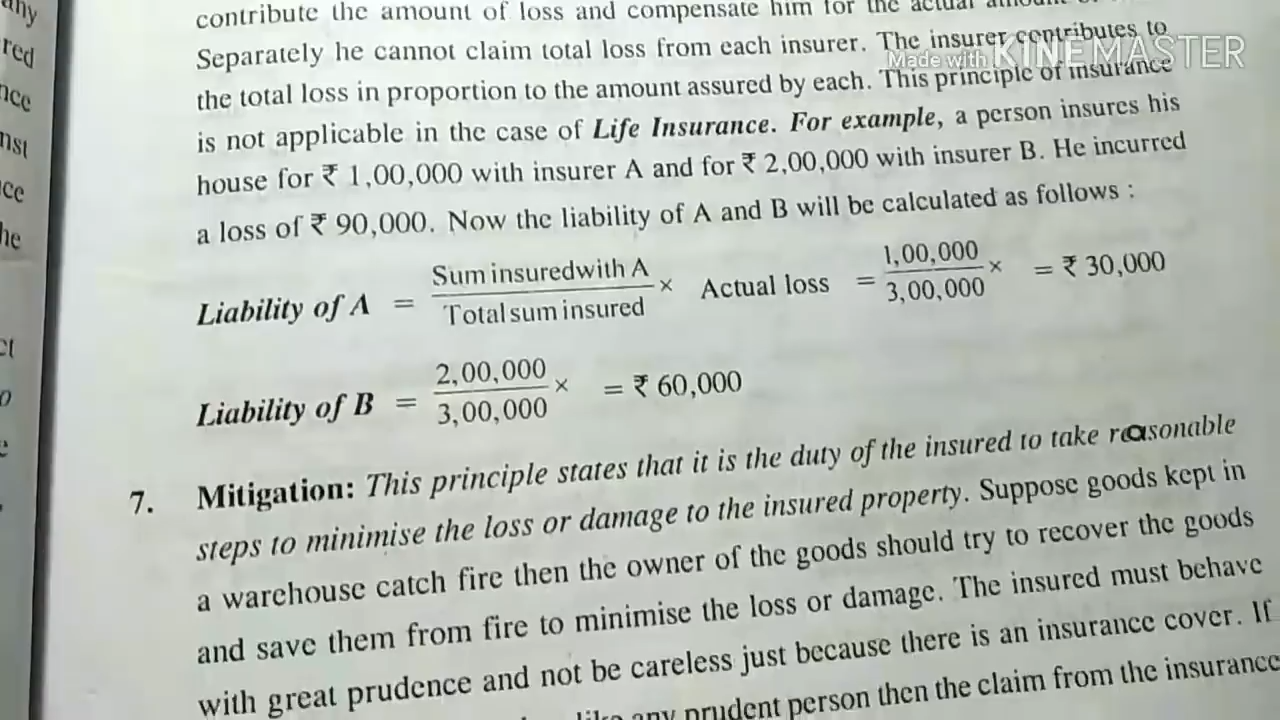 any
red
nce
nst
ce
he
contribute the amount of loss and compensate him for the actual
Separately he cannot claim total loss from each insurer. The insurer contributes to
Made with KINEMASTER
the total loss in proportion to the amount assured by each. This principle of insurance
is not applicable in the case of Life Insurance. For example, a person insures his
house for ₹ 1,00,000 with insurer A and for ₹ 2,00,000 with insurer B. He incurred
a loss of ₹ 90,000. Now the liability of A and B will be calculated as follows :
Liability of A = Sum insuredwith A / Total sum insured × Actual loss = 1,00,000 / 3,00,000 × = ₹ 30,000
Liability of B = 2,00,000 / 3,00,000 × = ₹ 60,000
7. Mitigation: This principle states that it is the duty of the insured to take reasonable
steps to minimise the loss or damage to the insured property. Suppose goods kept in
a warehouse catch fire then the owner of the goods should try to recover the goods
and save them from fire to minimise the loss or damage. The insured must behave
with great prudence and not be careless just because there is an insurance cover. If
like any prudent person then the claim from the insurance